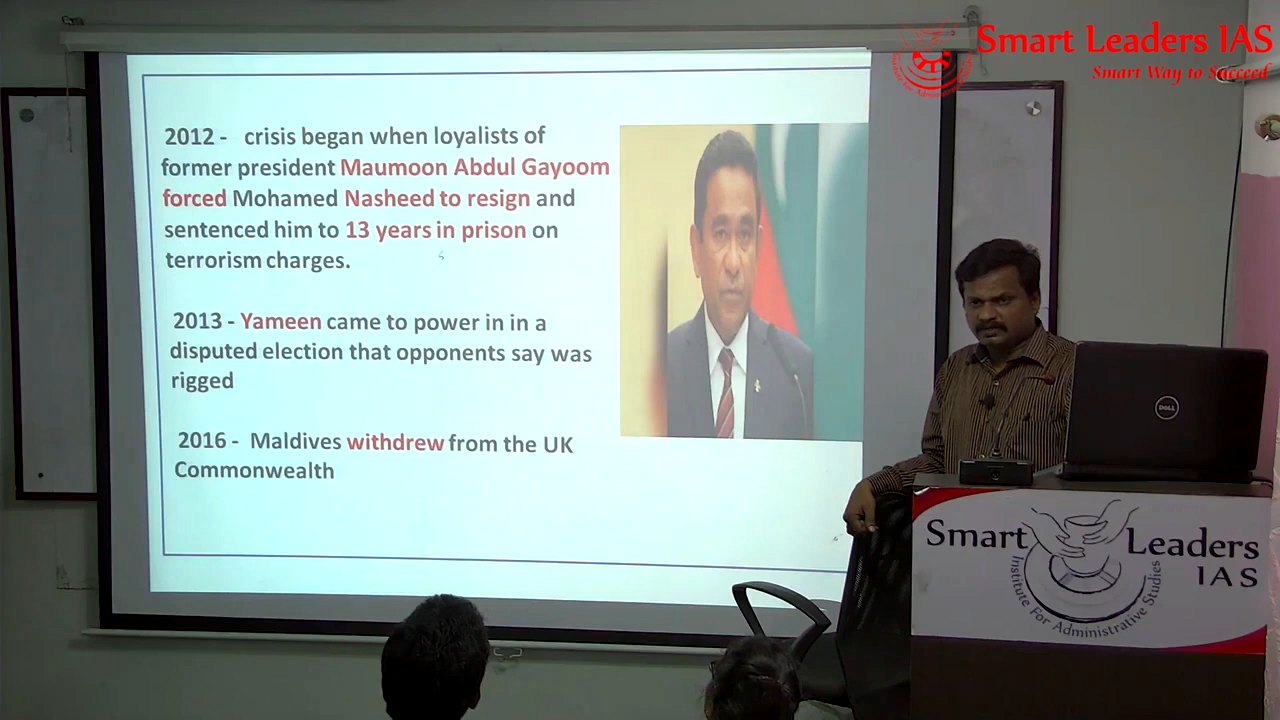 Smart Leaders IAS
Smart Way to Succeed
2012 - crisis began when loyalists of
former president Maumoon Abdul Gayoom
forced Mohamed Nasheed to resign and
sentenced him to 13 years in prison on
terrorism charges.
2013 - Yameen came to power in in a
disputed election that opponents say was
rigged
2016 - Maldives withdrew from the UK
Commonwealth
DELL
Smart Leaders
IAS
Institute For Administrative Studies